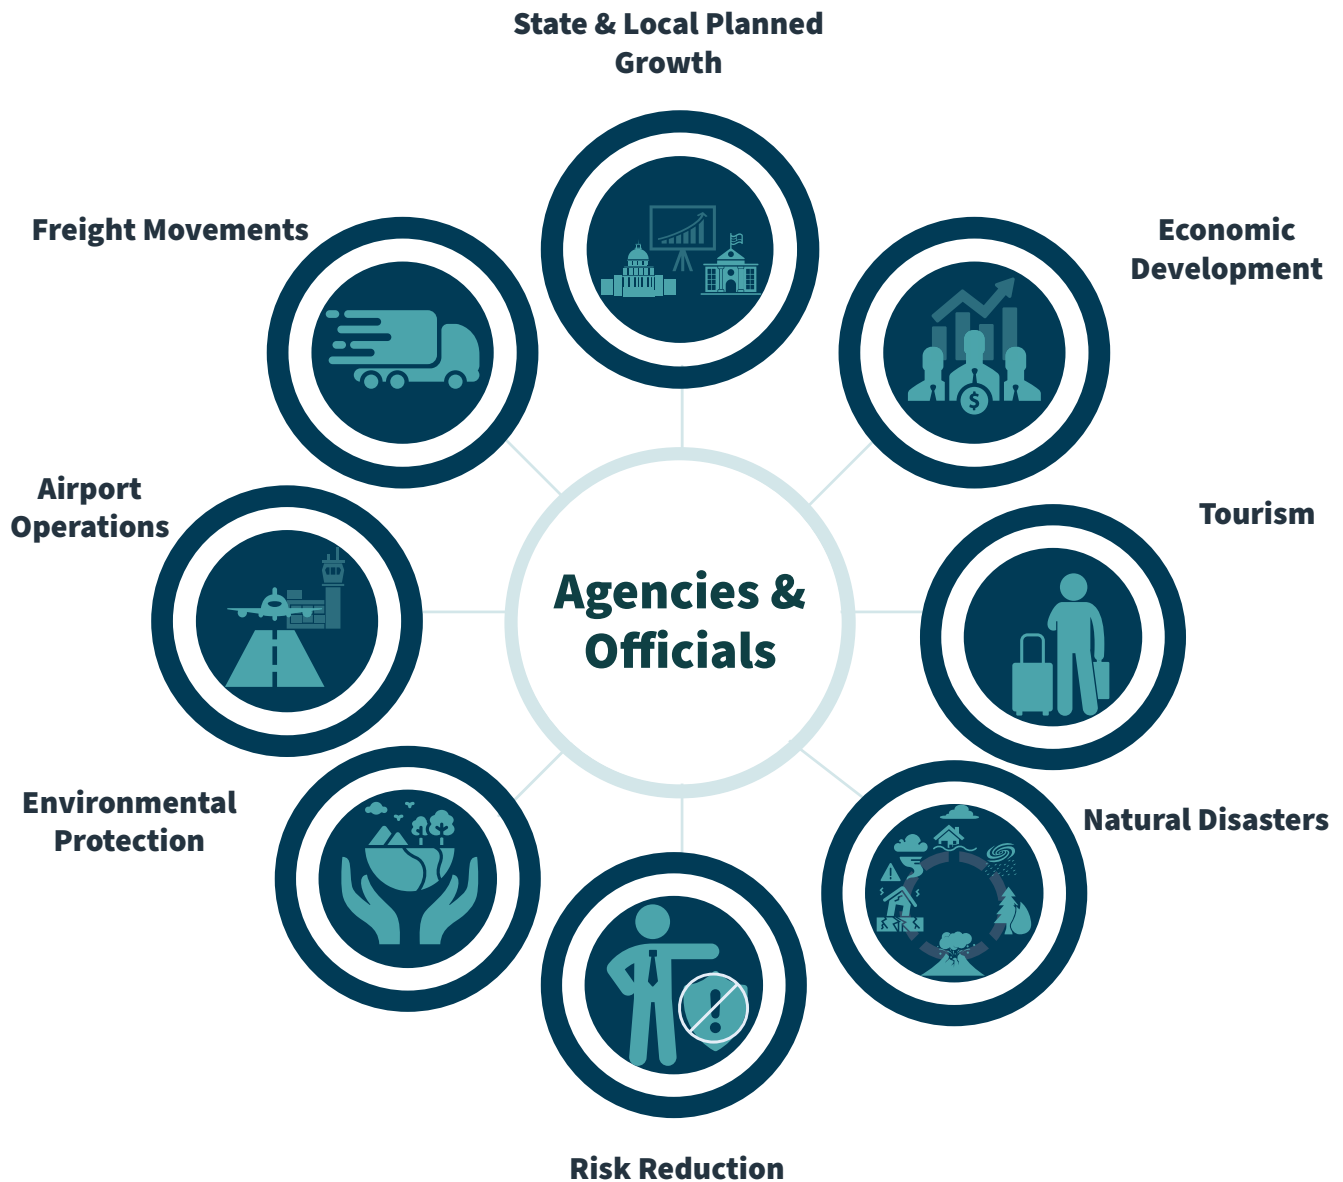 State & Local Planned
Growth
Freight Movements
Economic
Development
$
Airport
Operations
Tourism
Agencies &
Officials
Environmental
Protection
Natural Disasters
Risk Reduction